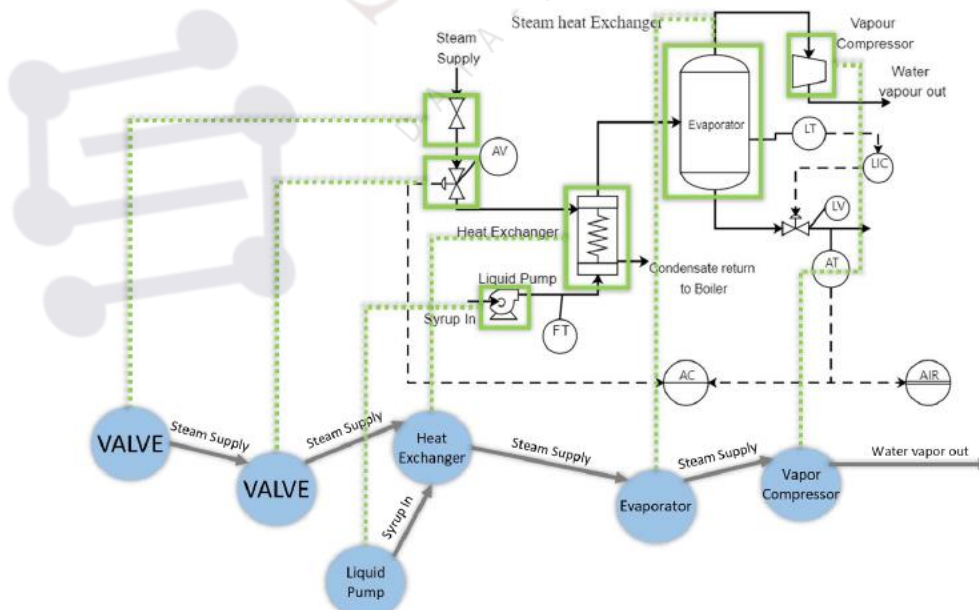 Steam heat Exchanger
Steam
Supply
Vapour
Compressor
Water
vapour out
Evaporator
LT
LIC
AV
LV
AT
Heat Exchanger
Liquid Pump
Condensate return
to Boiler
Syrup In
FT
AC
AIR
VALVE
Steam Supply
VALVE
Steam Supply
Heat
Exchanger
Steam Supply
Evaporator
Steam Supply
Vapor
Compressor
Water vapor out
Syrup In
Liquid
Pump